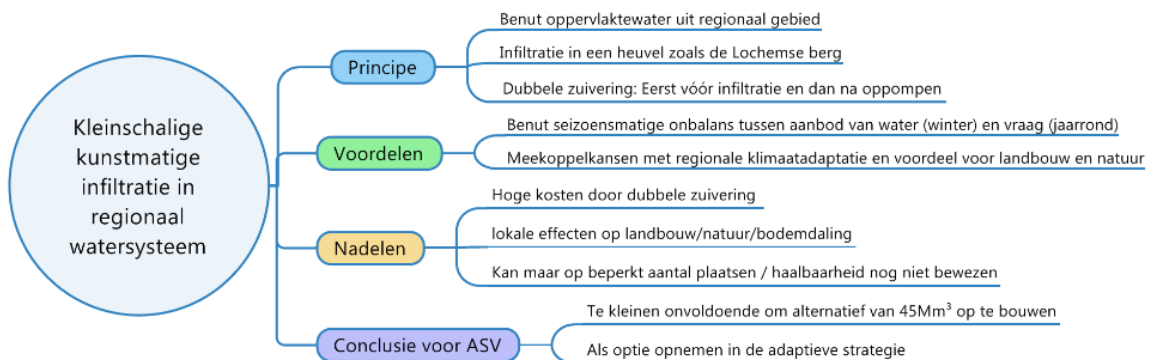 Kleinschalige
kunstmatige
infiltratie in
regionaal
watersysteem
Principe
Benut oppervlaktewater uit regionaal gebied
Infiltratie in een heuvel zoals de Lochemse berg
Dubbele zuivering: Eerst vóór infiltratie en dan na oppompen
Voordelen
Benut seizoensmatige onbalans tussen aanbod van water (winter) en vraag (jaarrond)
Meekoppelkansen met regionale klimaatadaptatie en voordeel voor landbouw en natuur
Nadelen
Hoge kosten door dubbele zuivering
lokale effecten op landbouw/natuur/bodemdaling
Kan maar op beperkt aantal plaatsen / haalbaarheid nog niet bewezen
Conclusie voor ASV
Te kleinen onvoldoende om alternatief van 45Mm³ op te bouwen
Als optie opnemen in de adaptieve strategie